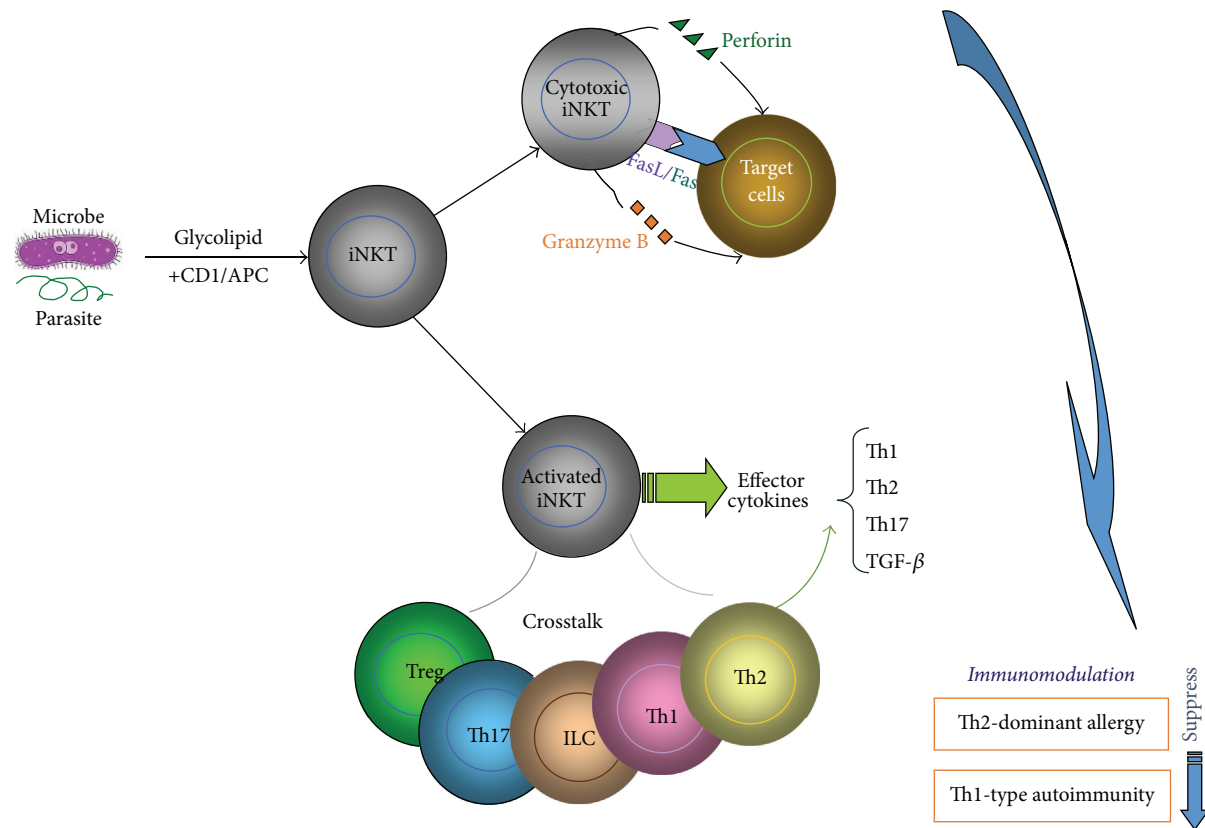 Microbe
Parasite
Glycolipid
+CD1/APC
iNKT
Cytotoxic
iNKT
Perforin
FasL/Fas
Granzyme B
Target
cells
Activated
iNKT
Effector
cytokines
Th1
Th2
Th17
TGF-β
Crosstalk
Treg
Th17
ILC
Th1
Th2
Immunomodulation
Th2-dominant allergy
Th1-type autoimmunity
Suppress